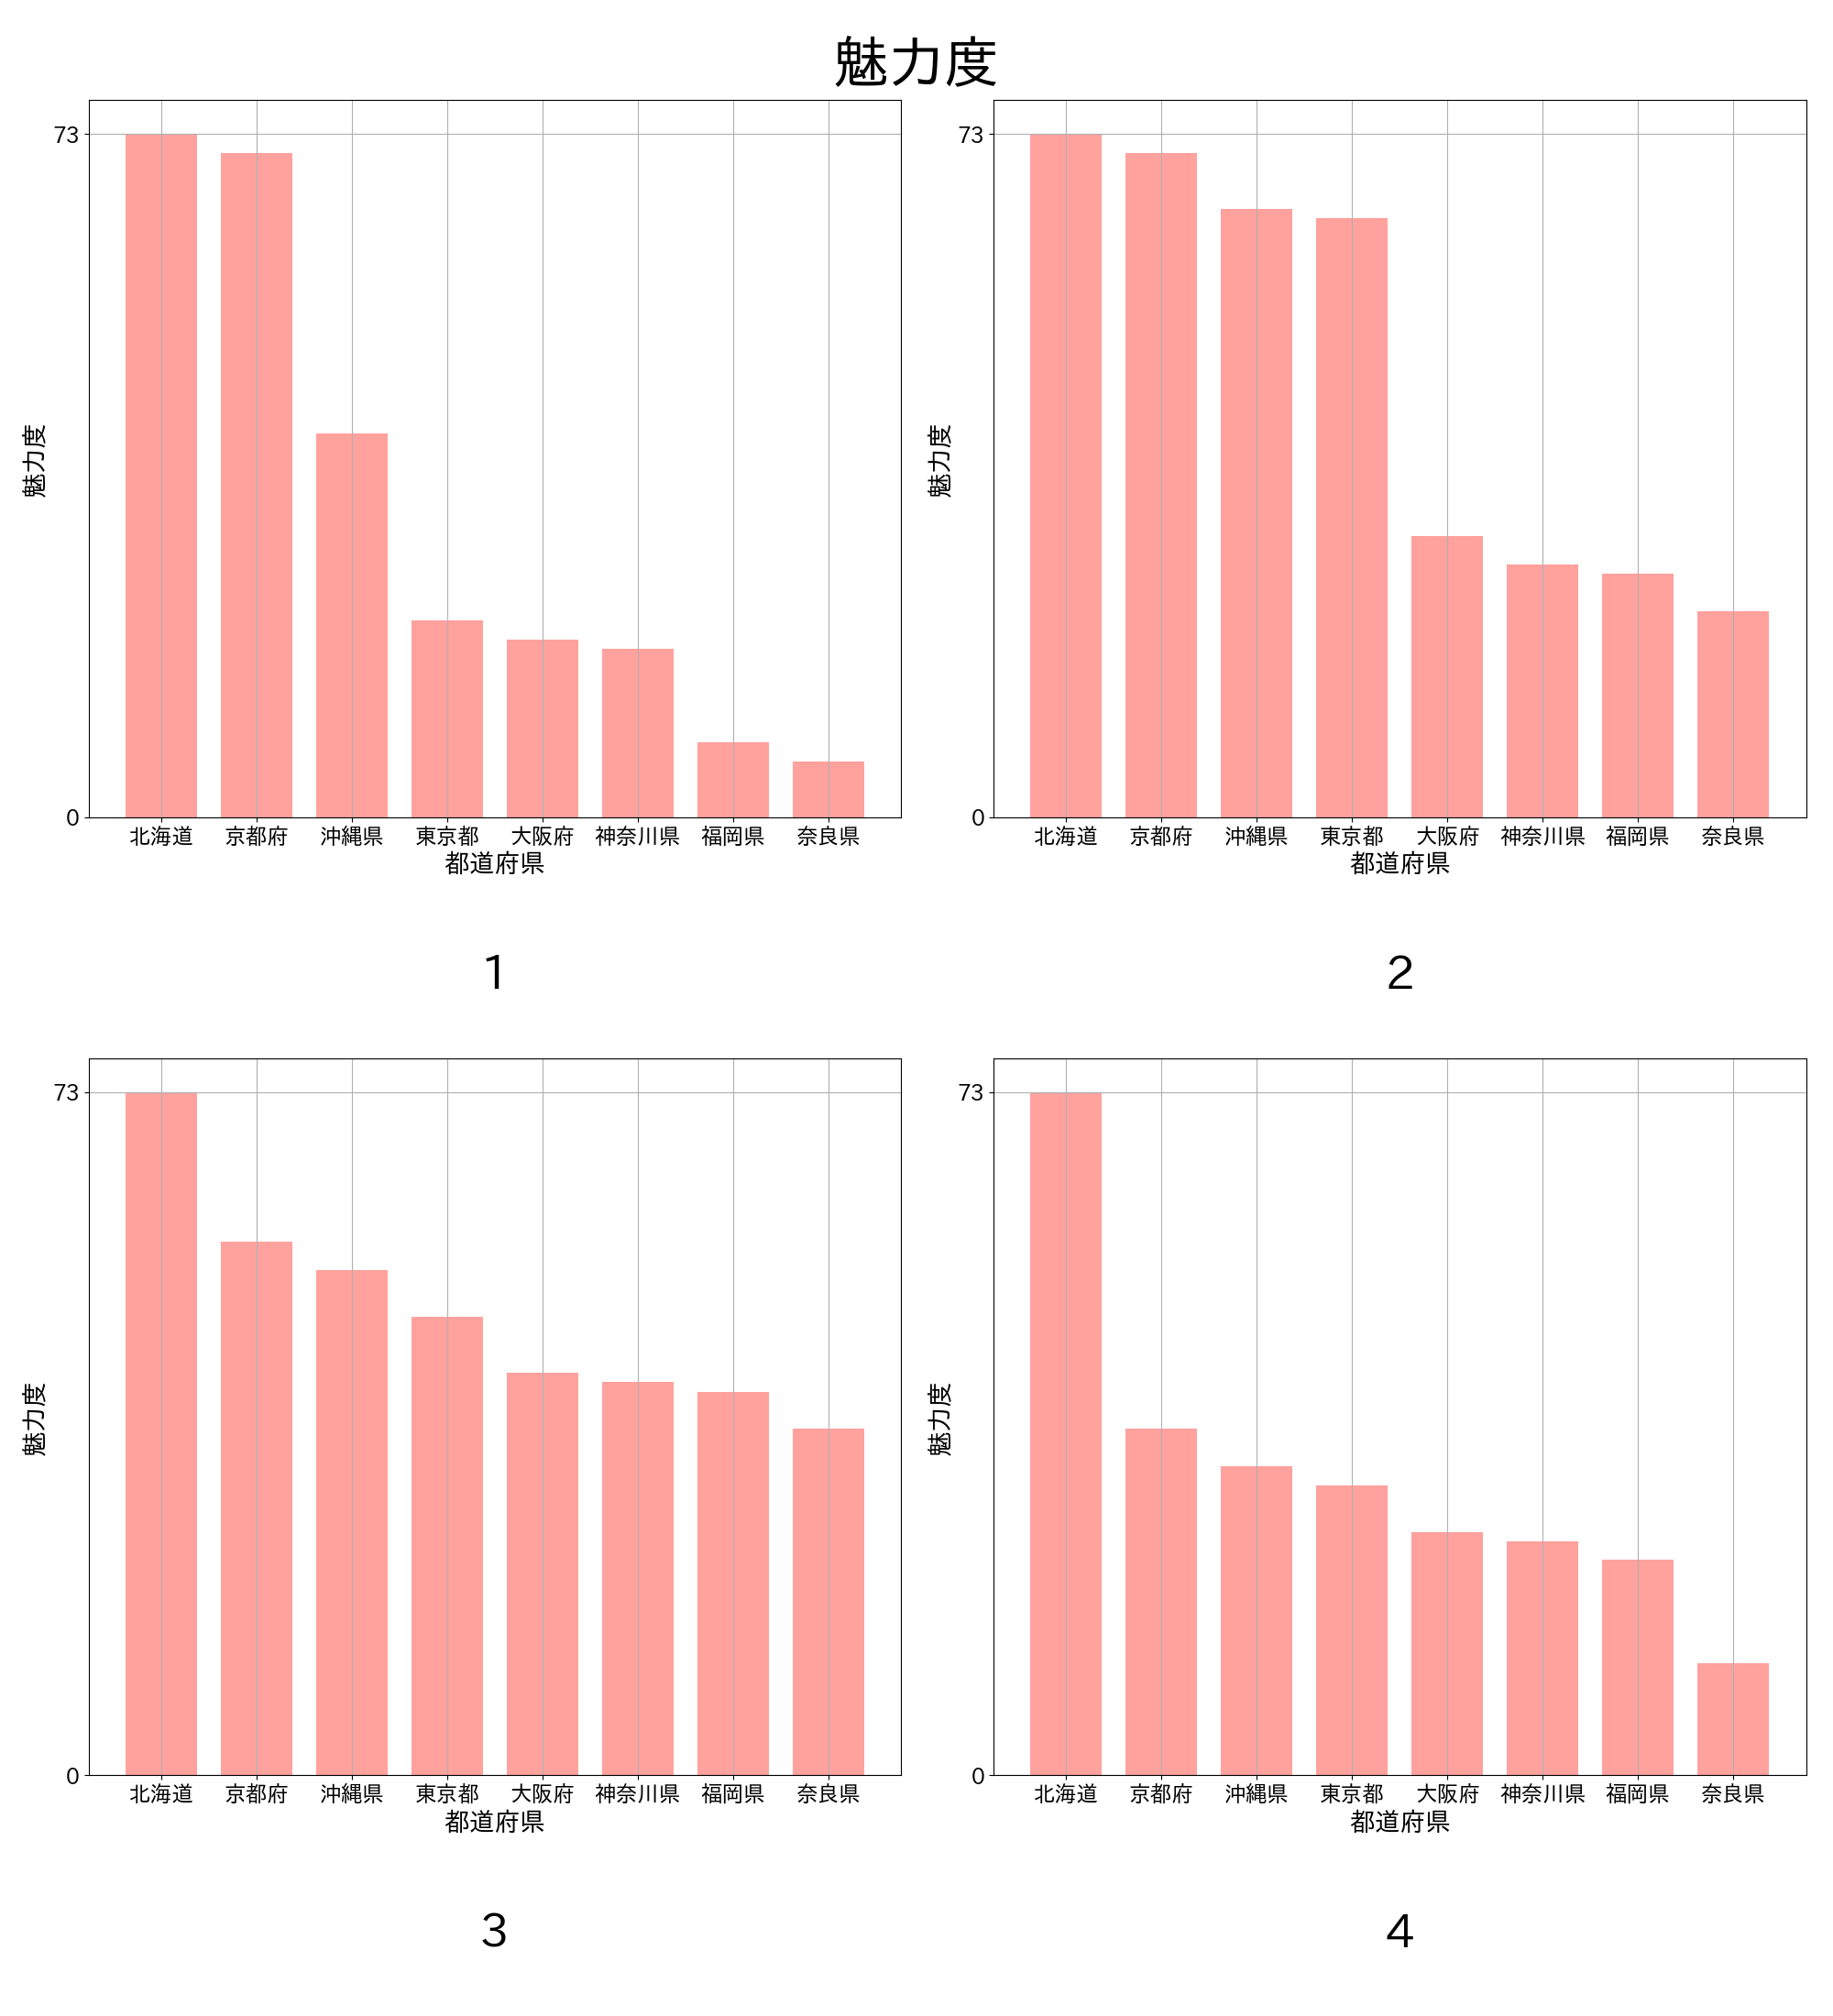 魅力度
73
魅力度
0
北海道 京都府 沖縄県 東京都 大阪府 神奈川県 福岡県 奈良県
都道府県
1
73
魅力度
0
北海道 京都府 沖縄県 東京都 大阪府 神奈川県 福岡県 奈良県
都道府県
2
73
魅力度
0
北海道 京都府 沖縄県 東京都 大阪府 神奈川県 福岡県 奈良県
都道府県
3
73
魅力度
0
北海道 京都府 沖縄県 東京都 大阪府 神奈川県 福岡県 奈良県
都道府県
4